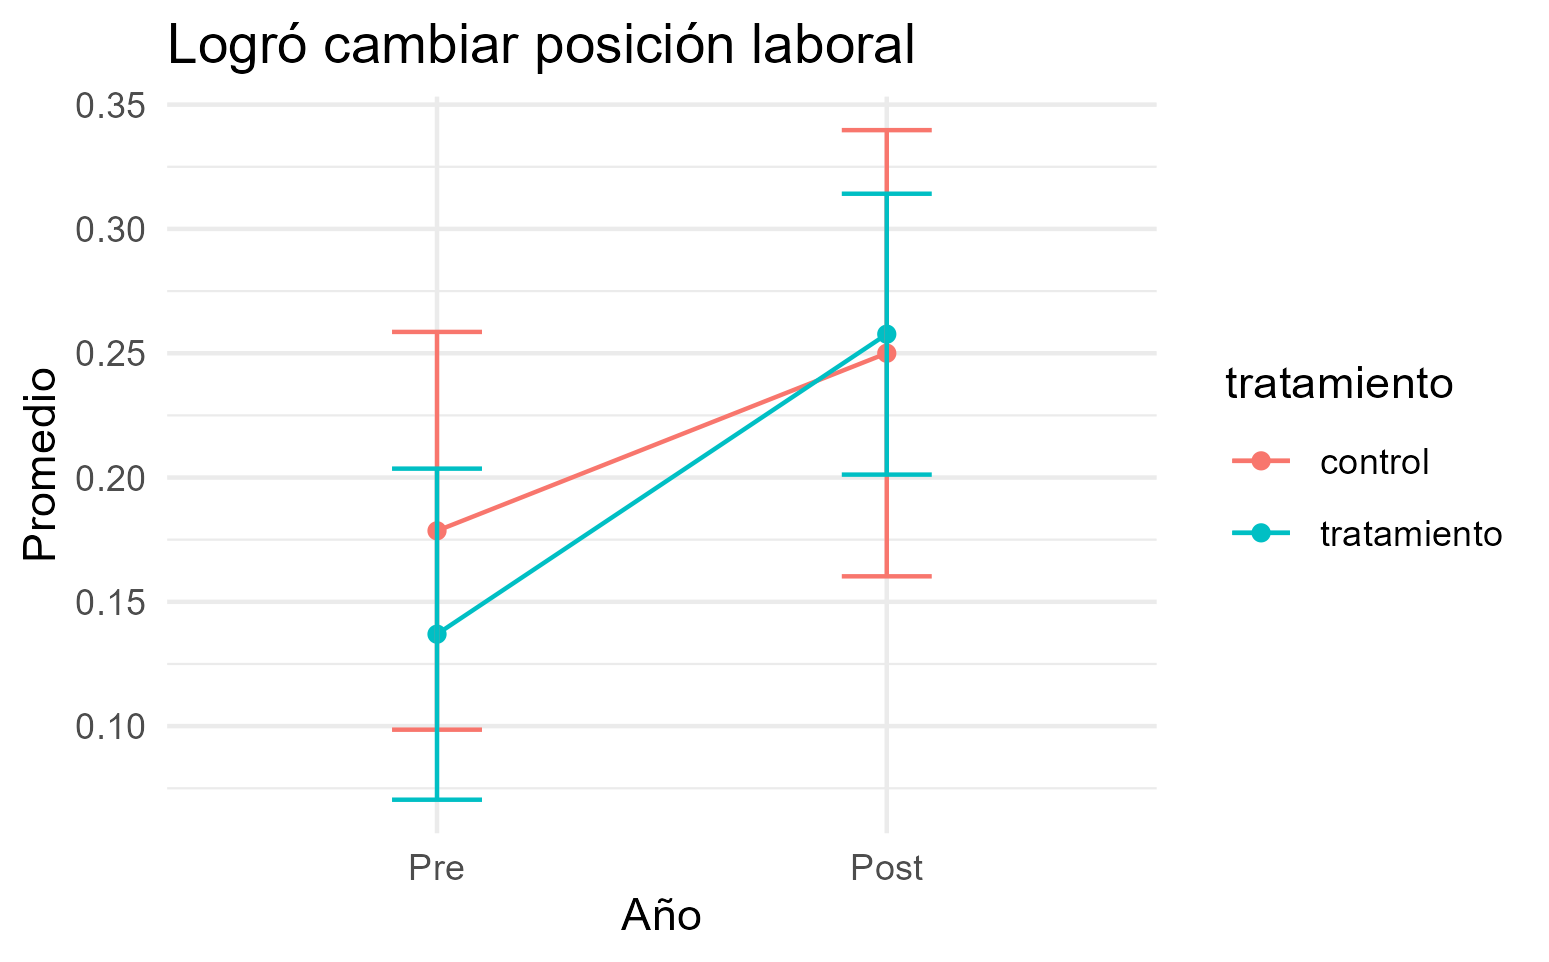 Logró cambiar posición laboral
0.35
0.30
0.25
0.20
0.15
0.10
Promedio
Pre
Post
Año
tratamiento
control
tratamiento